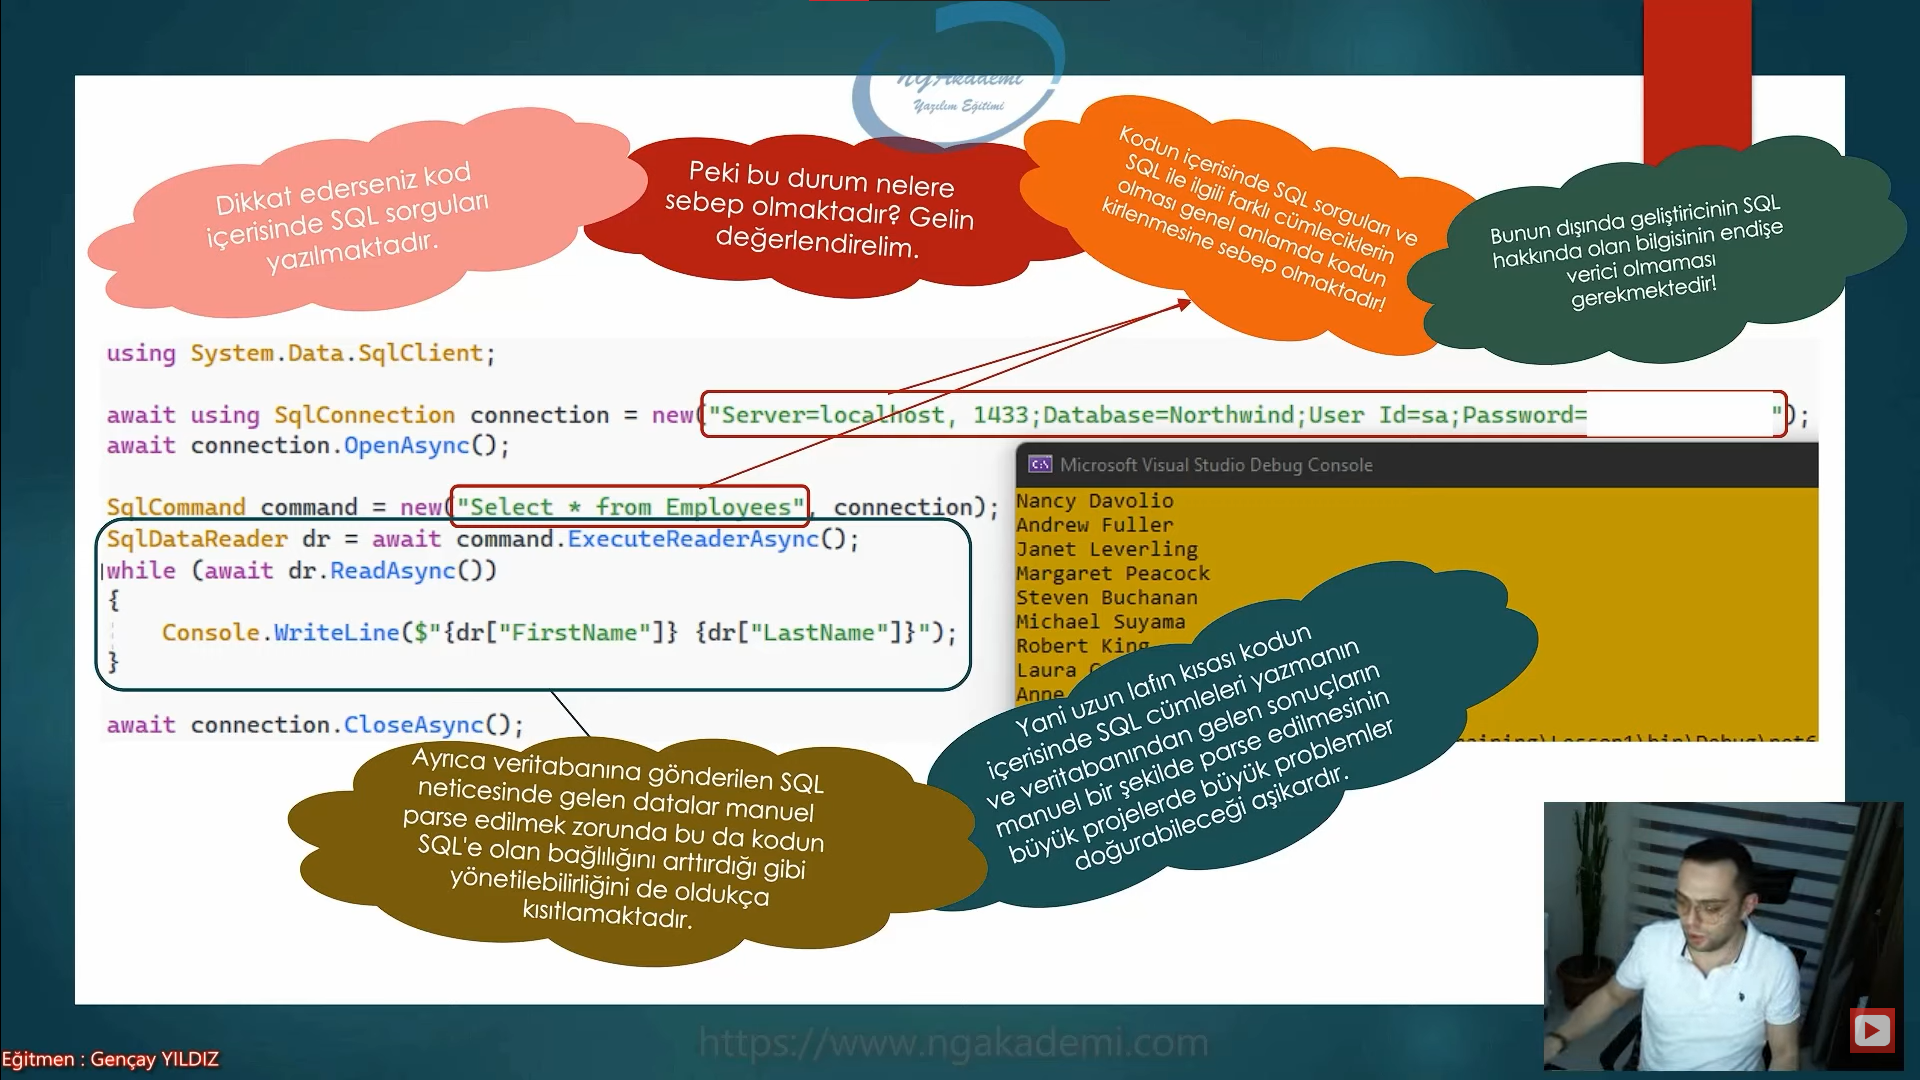 NGAkademi
Yazılım Eğitimi
Dikkat ederseniz kod
içerisinde SQL sorguları
yazılmaktadır.
Peki bu durum nelere
sebep olmaktadır? Gelin
değerlendirelim.
Kodun içerisinde SQL sorguları ve
SQL ile ilgili farklı cümleciklerin
olması genel anlamda kodun
kirlenmesine sebep olmaktadır!
Bunun dışında geliştiricinin SQL
hakkında olan bilgisinin endişe
verici olmaması
gerekmektedir!
using System.Data.SqlClient;
await using SqlConnection connection = new("Server=localhost, 1433;Database=Northwind;User Id=sa;Password= ");
await connection.OpenAsync();
SqlCommand command = new("Select * from Employees", connection);
SqlDataReader dr = await command.ExecuteReaderAsync();
while (await dr.ReadAsync())
{
Console.WriteLine($"{dr["FirstName"]} {dr["LastName"]}");
}
await connection.CloseAsync();
Microsoft Visual Studio Debug Console
Nancy Davolio
Andrew Fuller
Janet Leverling
Margaret Peacock
Steven Buchanan
Michael Suyama
Robert King
Laura
Anne
Yani uzun lafın kısası kodun
içerisinde SQL cümleleri yazmanın
ve veritabanından gelen sonuçların
manuel bir şekilde parse edilmesinin
büyük projelerde büyük problemler
doğurabileceği aşikardır.
Ayrıca veritabanına gönderilen SQL
neticesinde gelen datalar manuel
parse edilmek zorunda bu da kodun
SQL'e olan bağlılığını arttırdığı gibi
yönetilebilirliğini de oldukça
kısıtlamaktadır.
https://www.ngakademi.com
Eğitmen : Gençay YILDIZ